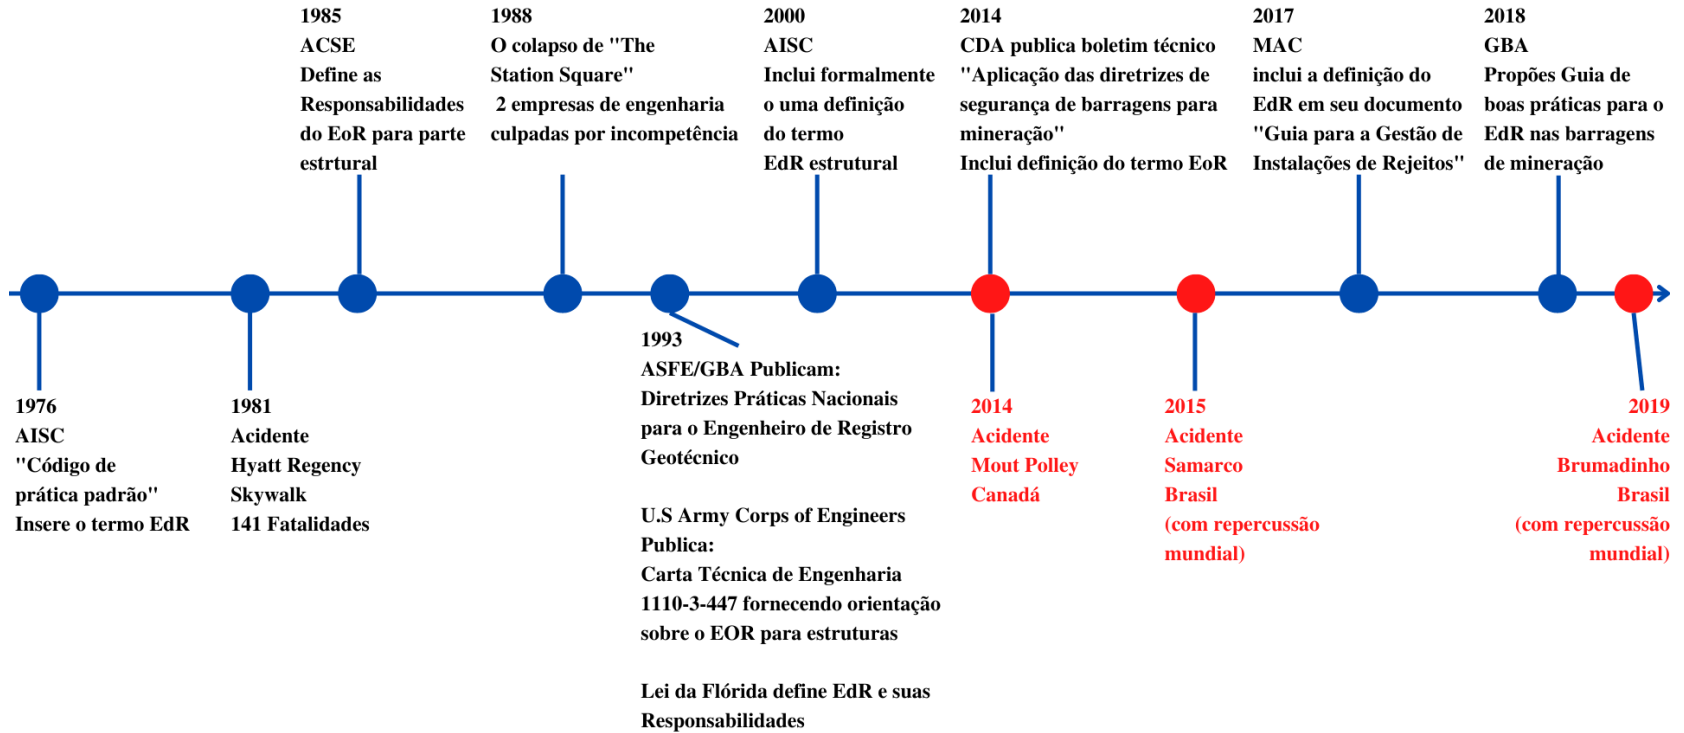 1985
ACSE
Define as
Responsabilidades
do EoR para parte
estrtural
1988
O colapso de "The
Station Square"
2 empresas de engenharia
culpadas por incompetência
2000
AISC
Inclui formalmente
o uma definição
do termo
EdR estrutural
2014
CDA publica boletim técnico
"Aplicação das diretrizes de
segurança de barragens para
mineração"
Inclui definição do termo EoR
2017
MAC
inclui a definição do
EdR em seu documento
"Guia para a Gestão de
Instalações de Rejeitos"
2018
GBA
Propões Guia de
boas práticas para o
EdR nas barragens
de mineração
1976
AISC
"Código de
prática padrão"
Insere o termo EdR
1981
Acidente
Hyatt Regency
Skywalk
141 Fatalidades
1993
ASFE/GBA Publicam:
Diretrizes Práticas Nacionais
para o Engenheiro de Registro
Geotécnico
U.S Army Corps of Engineers
Publica:
Carta Técnica de Engenharia
1110-3-447 fornecendo orientação
sobre o EOR para estruturas
Lei da Flórida define EdR e suas
Responsabilidades
2014
Acidente
Mout Polley
Canadá
2015
Acidente
Samarco
Brasil
(com repercussão
mundial)
2019
Acidente
Brumadinho
Brasil
(com repercussão
mundial)